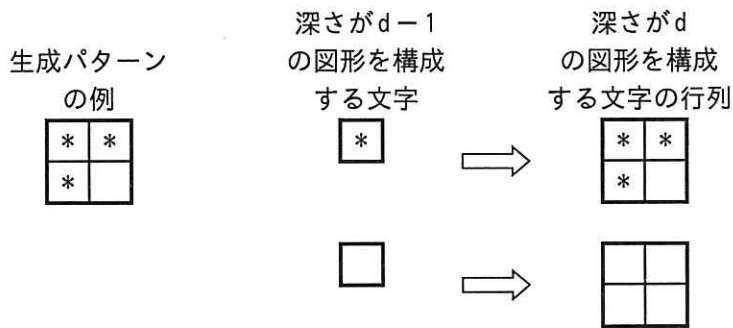 生成パターン
の例
深さがd－1
の図形を構成
する文字
深さがd
の図形を構成
する文字の行列
* *
*
*
* *
*